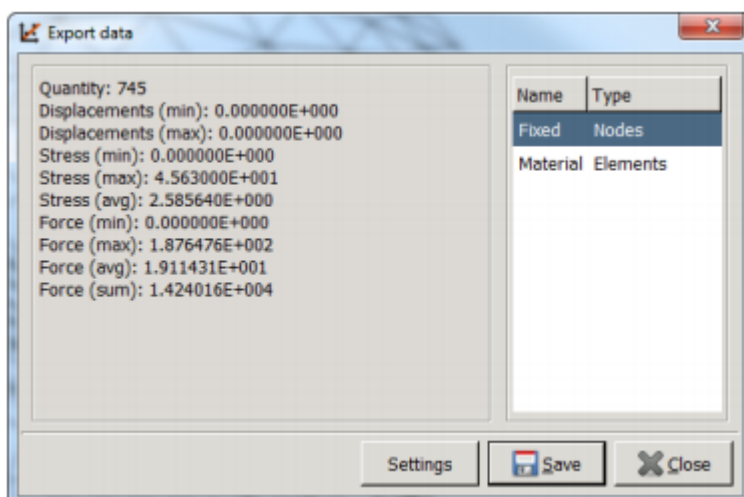 Export data
Quantity: 745
Displacements (min): 0.000000E+000
Displacements (max): 0.000000E+000
Stress (min): 0.000000E+000
Stress (max): 4.563000E+001
Stress (avg): 2.585640E+000
Force (min): 0.000000E+000
Force (max): 1.876476E+002
Force (avg): 1.911431E+001
Force (sum): 1.424016E+004
Name Type
Fixed Nodes
Material Elements
Settings Save Close